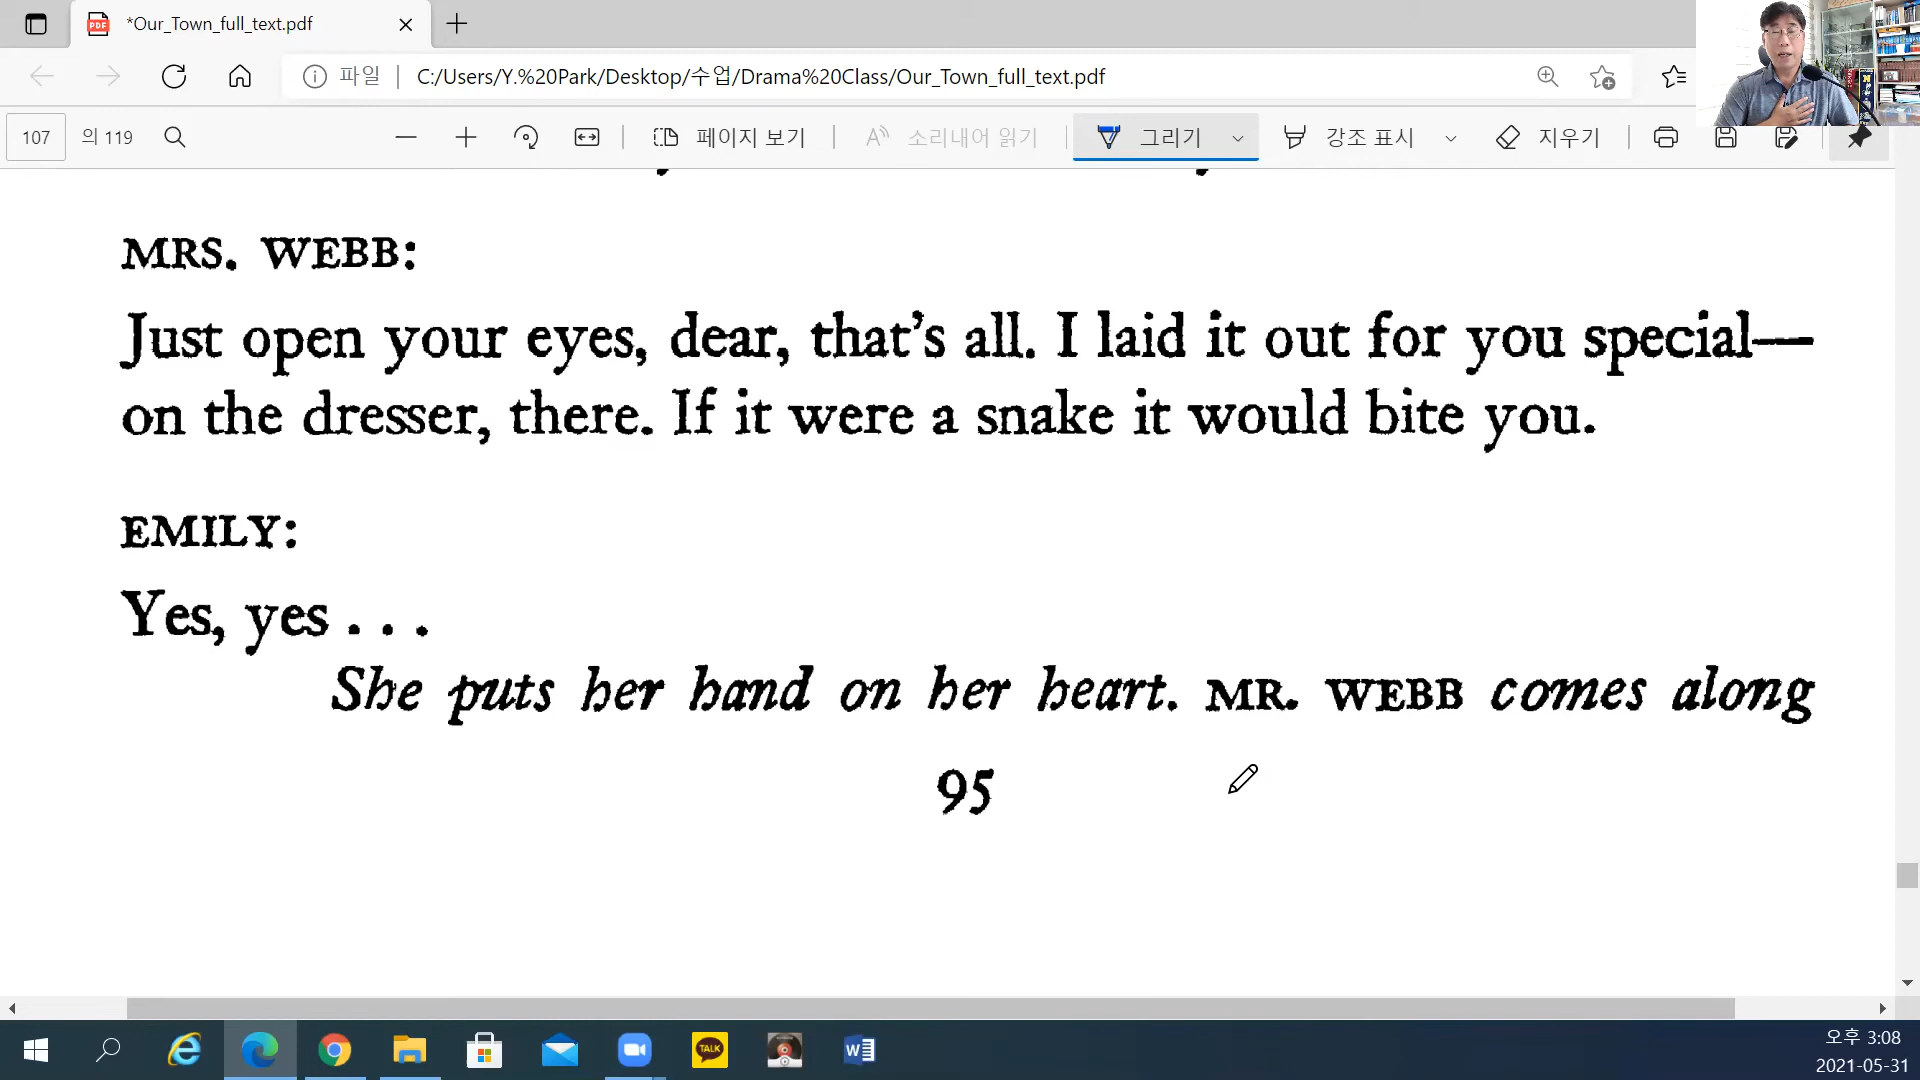 *Our_Town_full_text.pdf
파일 C:/Users/Y.%20Park/Desktop/수업/Drama%20Class/Our_Town_full_text.pdf
107 의 119 페이지 보기 소리내어 읽기 그리기 강조 표시 지우기
MRS. WEBB:
Just open your eyes, dear, that's all. I laid it out for you special—
on the dresser, there. If it were a snake it would bite you.
EMILY:
Yes, yes . . .
She puts her hand on her heart. MR. WEBB comes along
95
TALK
오후 3:08
2021-05-31